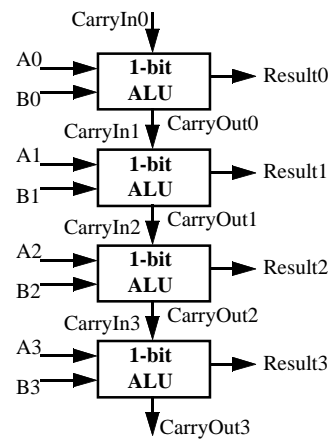 CarryIn0
A0
B0
1-bit
ALU
Result0
CarryIn1
CarryOut0
A1
B1
1-bit
ALU
Result1
CarryIn2
CarryOut1
A2
B2
1-bit
ALU
Result2
CarryIn3
CarryOut2
A3
B3
1-bit
ALU
Result3
CarryOut3